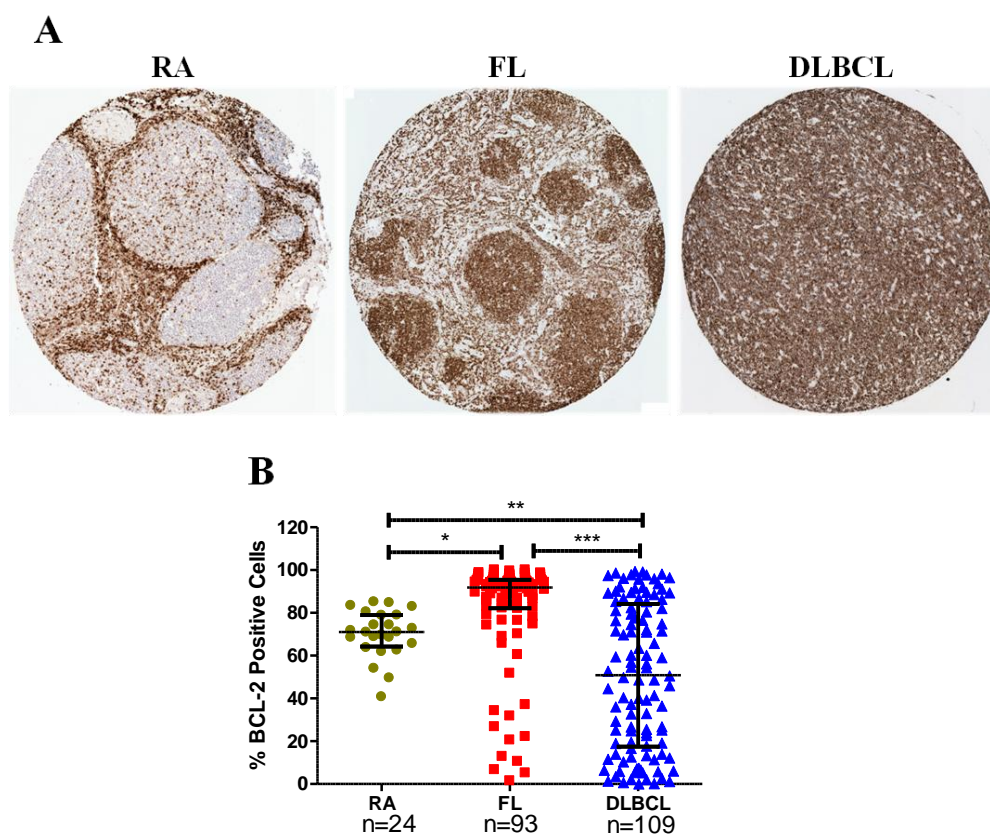 A
RA FL DLBCL
B
** 
* ***
120
100
80
60
40
20
0
% BCL-2 Positive Cells
RA FL DLBCL
n=24 n=93 n=109